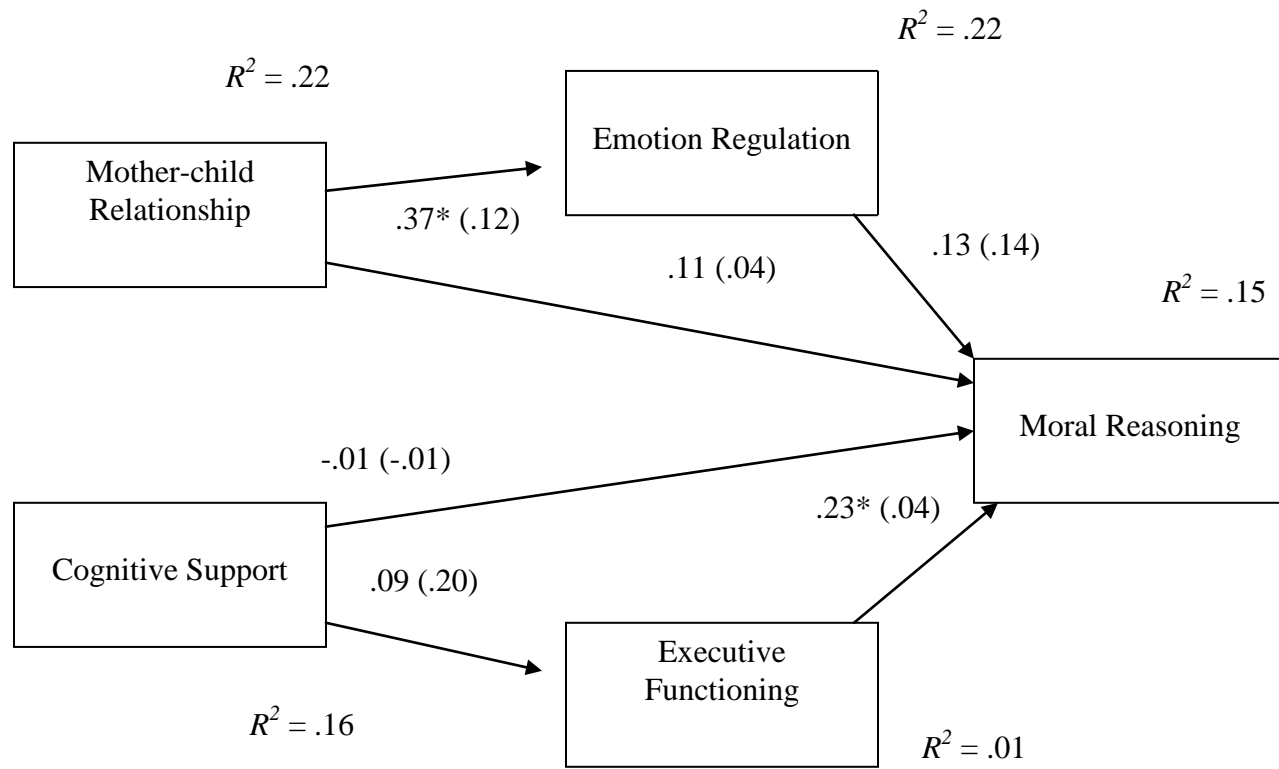 R² = .22
R² = .22
Emotion Regulation
Mother-child
Relationship
.37* (.12)
.11 (.04)
.13 (.14)
R² = .15
Moral Reasoning
-.01 (-.01)
.23* (.04)
Cognitive Support
.09 (.20)
Executive
Functioning
R² = .16
R² = .01